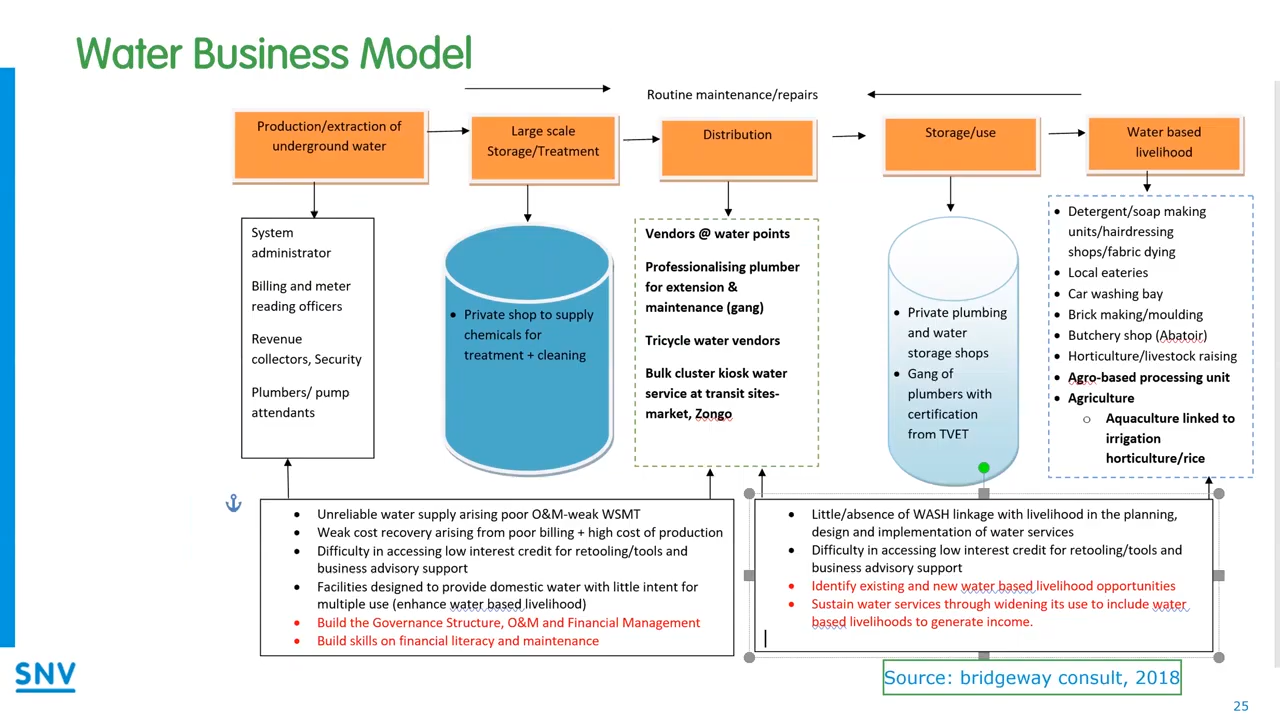 Water Business Model
Routine maintenance/repairs
Production/extraction of
underground water
Large scale
Storage/Treatment
Distribution
Storage/use
Water based
livelihood
System
administrator
Billing and meter
reading officers
Revenue
collectors, Security
Plumbers/ pump
attendants
• Private shop to supply
chemicals for
treatment + cleaning
Vendors @ water points
Professionalising plumber
for extension &
maintenance (gang)
Tricycle water vendors
Bulk cluster kiosk water
service at transit sites-
market, Zongo
• Private plumbing
and water
storage shops
• Gang of
plumbers with
certification
from TVET
• Detergent/soap making
units/hairdressing
shops/fabric dying
• Local eateries
• Car washing bay
• Brick making/moulding
• Butchery shop (Abatoir)
• Horticulture/livestock raising
• Agro-based processing unit
• Agriculture
o Aquaculture linked to
irrigation
horticulture/rice
• Unreliable water supply arising poor O&M-weak WSMT
• Weak cost recovery arising from poor billing + high cost of production
• Difficulty in accessing low interest credit for retooling/tools and
business advisory support
• Facilities designed to provide domestic water with little intent for
multiple use (enhance water based livelihood)
• Build the Governance Structure, O&M and Financial Management
• Build skills on financial literacy and maintenance
• Little/absence of WASH linkage with livelihood in the planning,
design and implementation of water services
• Difficulty in accessing low interest credit for retooling/tools and
business advisory support
• Identify existing and new water based livelihood opportunities
• Sustain water services through widening its use to include water
based livelihoods to generate income.
SNV
Source: bridgeway consult, 2018
25